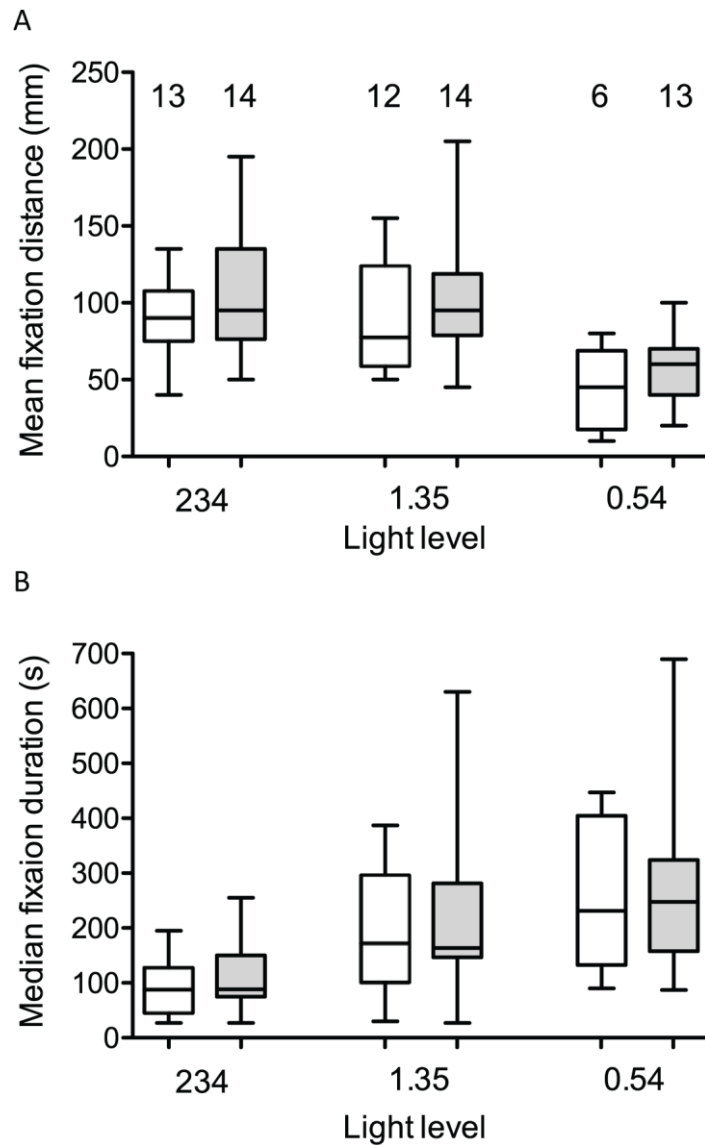 A
Mean fixation distance (mm)
250
200
150
100
50
0
13 14 12 14 6 13
234 1.35 0.54
Light level
B
Median fixaion duration (s)
700
600
500
400
300
200
100
0
234 1.35 0.54
Light level